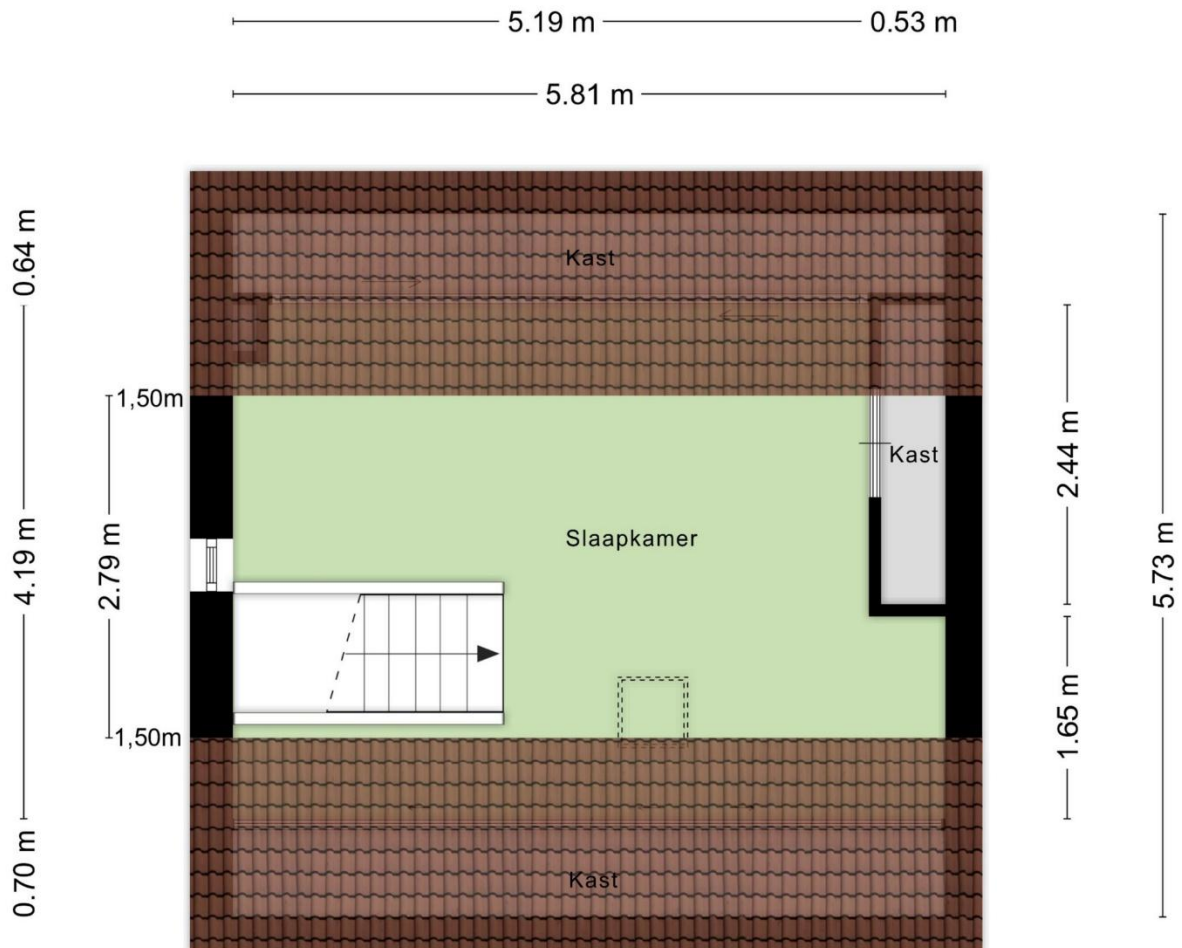 5.19 m
0.53 m
5.81 m
0.64 m
4.19 m
0.70 m
1,50m
2.79 m
1,50m
Kast
Kast
Slaapkamer
Kast
2.44 m
1.65 m
5.73 m